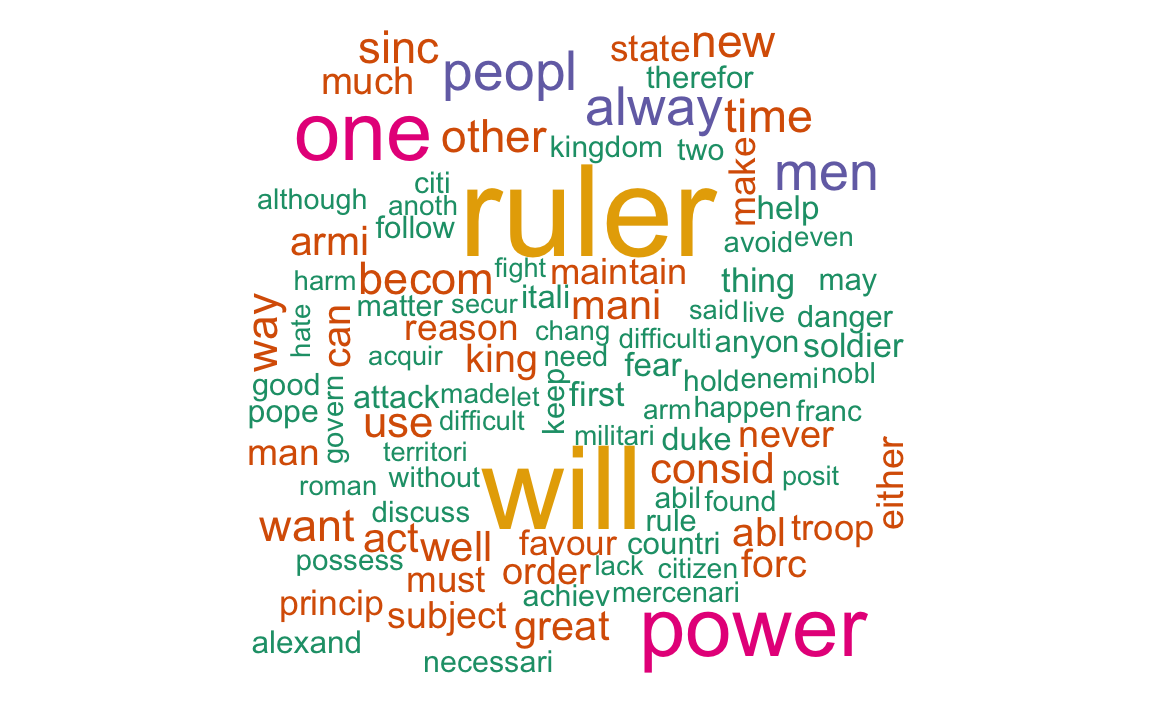 sinc state new
much peopl therefor
one other alway time
kingdom two make men
although citi anoth ruler help
armi follow avoid even
harm becom fight maintain thing may
way hate can matter secur itali mani said live danger
reason chang difficulti anyon soldier
acquir king need fear hold enemi nobl
good govern attack made let keep first
pope use difficult arm happen franc
man territori militari duke never either
roman without will consid posit
discuss abil found
want act well favour rule countri abl troop
possess must order lack citizen forc
princip subject achiev mercenari
alexand great power
necessari